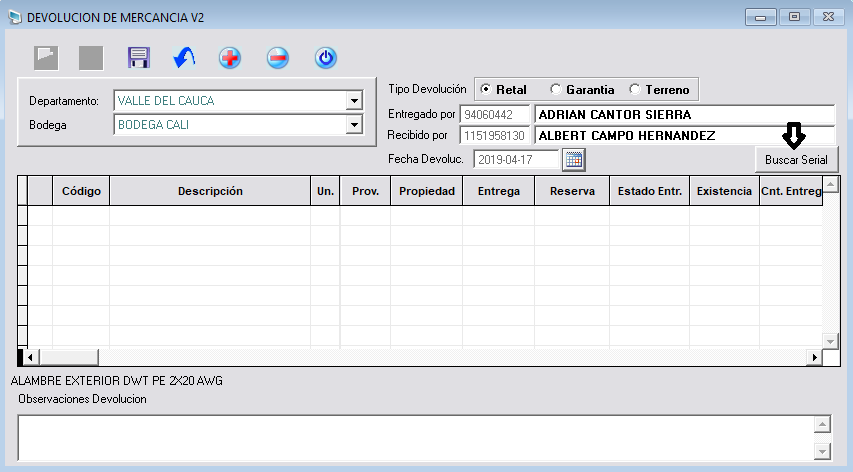 DEVOLUCION DE MERCANCIA V2
Departamento: VALLE DEL CAUCA
Bodega BODEGA CALI
Tipo Devolución Retal Garantia Terreno
Entregado por 94060442 ADRIAN CANTOR SIERRA
Recibido por 1151958130 ALBERT CAMPO HERNANDEZ
Fecha Devoluc. 2019-04-17
Buscar Serial
Código Descripción Un. Prov. Propiedad Entrega Reserva Estado Entr. Existencia Cnt. Entreg
ALAMBRE EXTERIOR DWT PE 2X20 AWG
Observaciones Devolucion